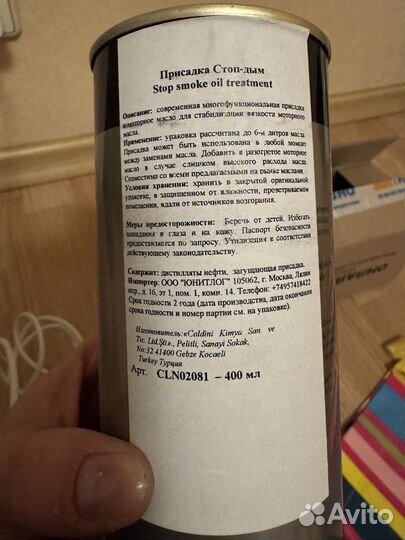 Присадка Стоп-дым
Stop smoke oil treatment
Описание: современная многофункциональная присадка
в моторное масло для стабилизации вязкости моторного
масла.
Применение: упаковка рассчитана до 6-и литров масла.
Присадка может быть использована в любой момент
между заменами масла. Добавить в разогретое моторное
масло в случае слишком высокого расхода масла.
Совместима со всеми предлагаемыми на рынке маслами.
Условия хранения: хранить в закрытой оригинальной
упаковке, в защищенном от влажности, проветриваемом
помещении, вдали от источников возгорания.
Меры предосторожности: Беречь от детей. Избегать
попадания в глаза и на кожу. Паспорт безопасности
предоставляется по запросу. Утилизация в соответствии
действующему законодательству.
Содержит: дистилляты нефти, загущающая присадка.
Импортер: ООО "ЮНИТЛОГ" 105062, г. Москва, Лялин
пер., д. 16, эт 1, пом. 1, комн. 14. Телефон: +74957418422
Срок годности 2 года (дата производства, дата окончания
срока годности и номер партии см. на упаковке).
Изготовитель:«Caldini Kimya San. ve
Tic. Ltd.Şti», Pelitli, Sanayi Sokak,
No:32 41400 Gebze Kocaeli
Turkey Турция
Арт. CLN02081 – 400 мл
Avito